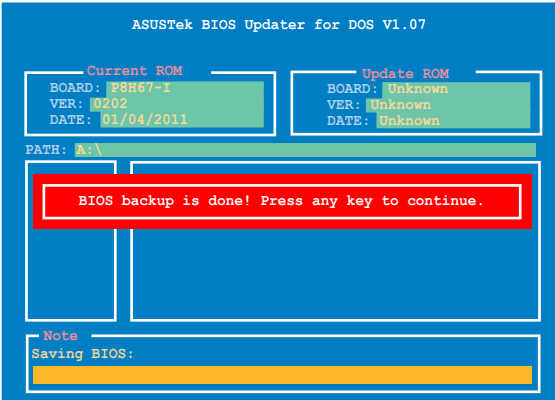 ASUSTek BIOS Updater for DOS V1.07
Current ROM
BOARD: P8H67-I
VER: 0202
DATE: 01/04/2011
Update ROM
BOARD: Unknown
VER: Unknown
DATE: Unknown
PATH: A:\
BIOS backup is done! Press any key to continue.
Note
Saving BIOS: